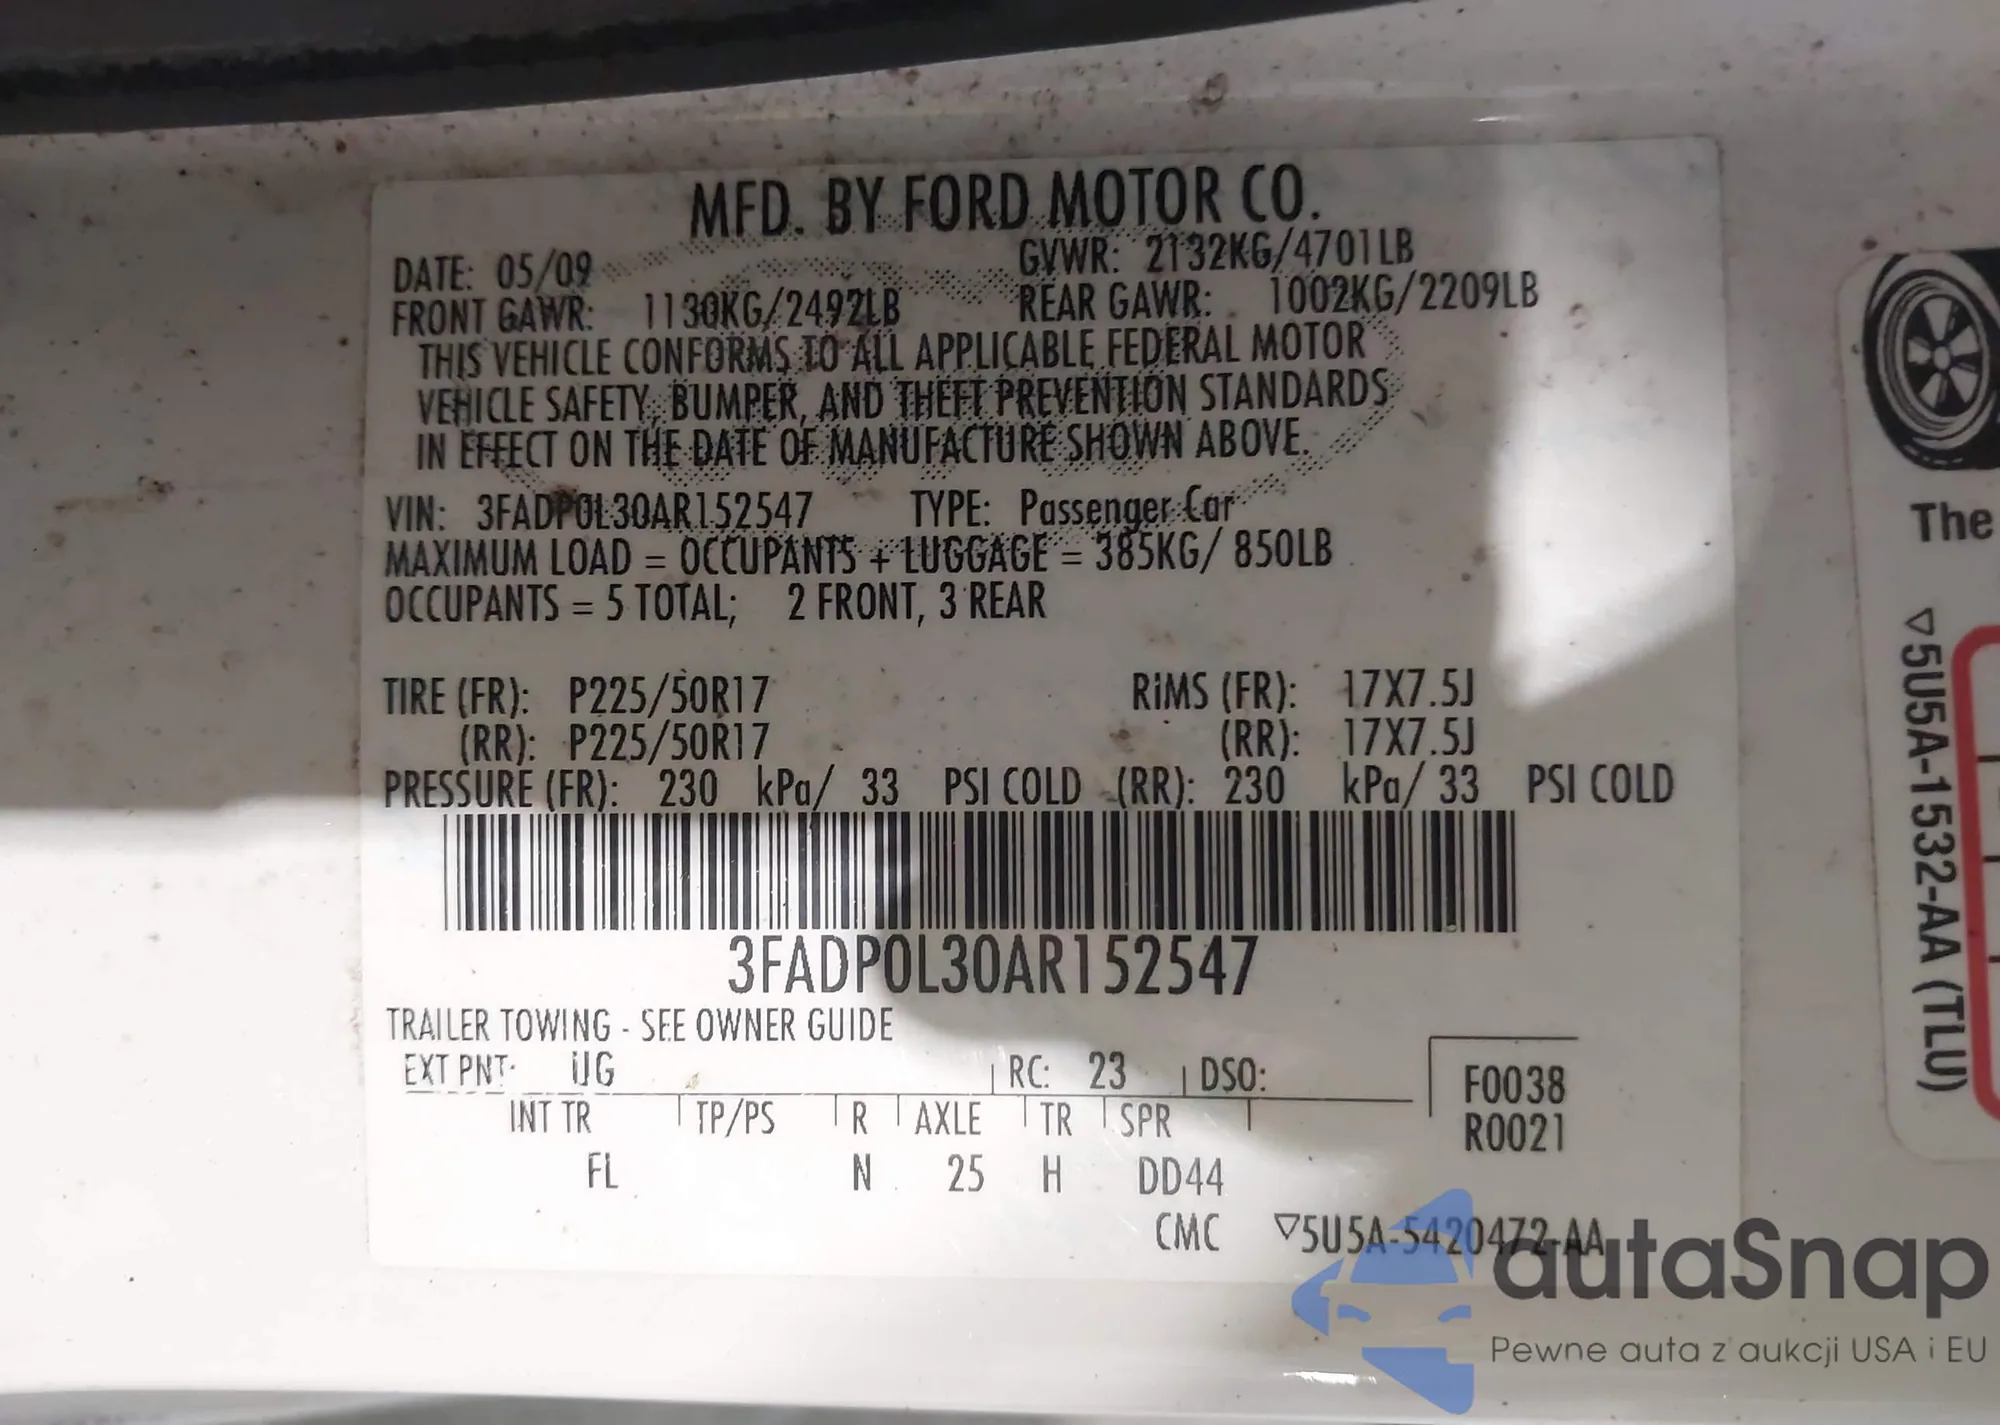 MFD. BY FORD MOTOR CO.
DATE: 05/09 GVWR: 2132KG/4701LB
FRONT GAWR: 1130KG/2492LB REAR GAWR: 1002KG/2209LB
THIS VEHICLE CONFORMS TO ALL APPLICABLE FEDERAL MOTOR
VEHICLE SAFETY, BUMPER, AND THEFT PREVENTION STANDARDS
IN EFFECT ON THE DATE OF MANUFACTURE SHOWN ABOVE.
VIN: 3FADP0L30AR152547 TYPE: Passenger Car
MAXIMUM LOAD = OCCUPANTS + LUGGAGE = 385KG/ 850LB
OCCUPANTS = 5 TOTAL; 2 FRONT, 3 REAR
TIRE (FR): P225/50R17 RIMS (FR): 17X7.5J
(RR): P225/50R17 (RR): 17X7.5J
PRESSURE (FR): 230 kPa/ 33 PSI COLD (RR): 230 kPa/ 33 PSI COLD
3FADP0L30AR152547
TRAILER TOWING - SEE OWNER GUIDE
EXT PNT: UG RC: 23 DSO:
F0038
R0021
INT TR TP/PS R AXLE TR SPR
FL N 25 H DD44
CMC ▽5U5A-5420472-AA
The
▽5U5A-1532-AA (TLU)
autaSnap
Pewne auta z aukcji USA i EU